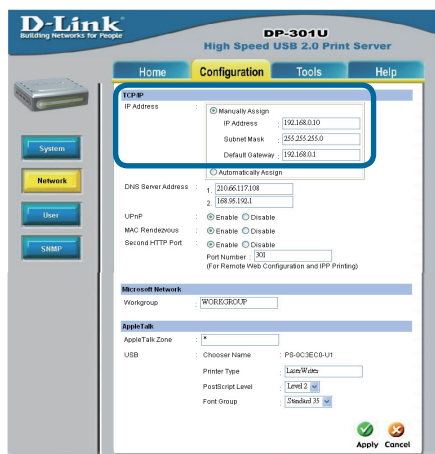 D-Link
Building Networks for People
DP-301U
High Speed USB 2.0 Print Server
Home Configuration Tools Help
System
Network
User
SNMP
TCP/IP
IP Address : Manually Assign
IP Address : 192.168.0.10
Subnet Mask : 255.255.255.0
Default Gateway : 192.168.0.1
Automatically Assign
DNS Server Address : 1. 210.66.117.108
2. 168.95.192.1
UPnP : Enable Disable
MAC Rendezvous : Enable Disable
Second HTTP Port : Enable Disable
Port Number : 301
(For Remote Web Configuration and IPP Printing)
Microsoft Network
Workgroup : WORKGROUP
AppleTalk
AppleTalk Zone : *
USB : Chooser Name : PS-0C3EC0-U1
Printer Type : LaserWriter
PostScript Level : Level 2
Font Group : Standard 35
Apply Cancel